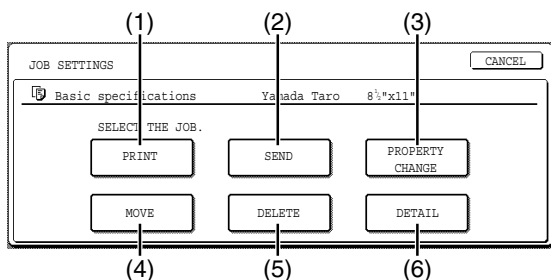 (1) (2) (3)
JOB SETTINGS CANCEL
Basic specifications Yamada Taro 8½"x11"
SELECT THE JOB.
PRINT SEND PROPERTY CHANGE
MOVE DELETE DETAIL
(4) (5) (6)